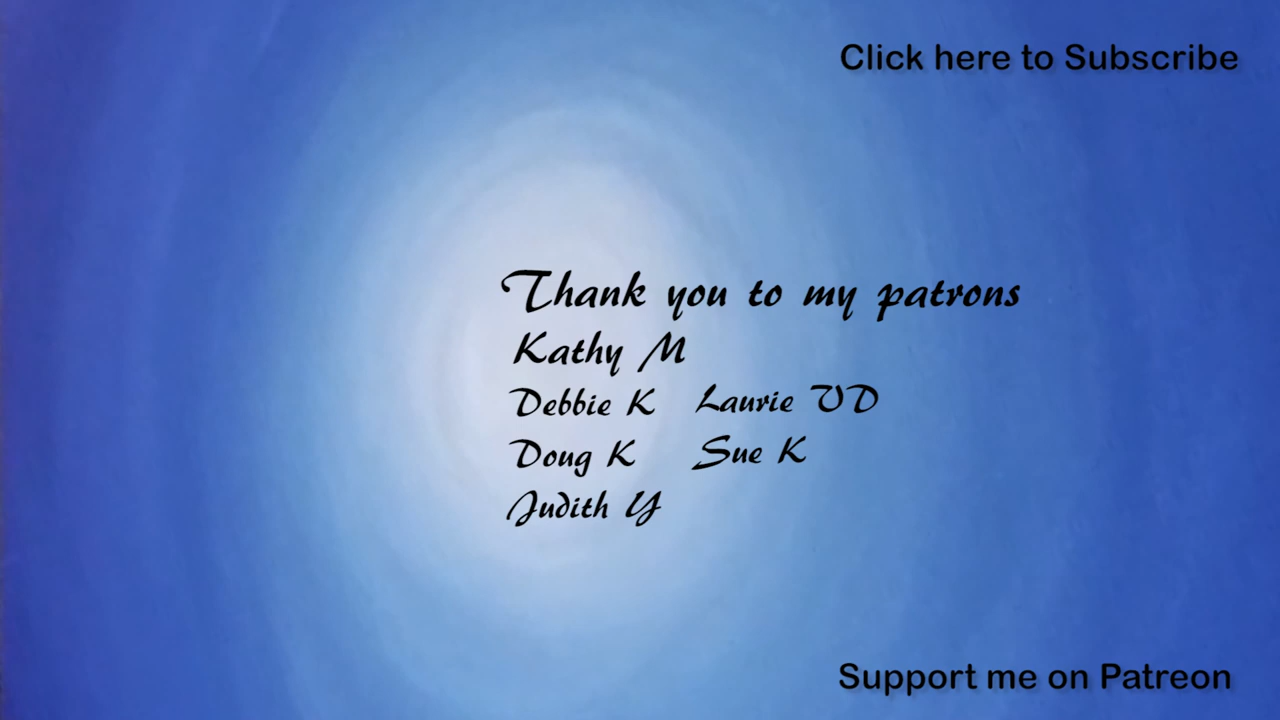 Click here to Subscribe
Thank you to my patrons
Kathy M
Debbie K Laurie VD
Doug K Sue K
Judith Y
Support me on Patreon